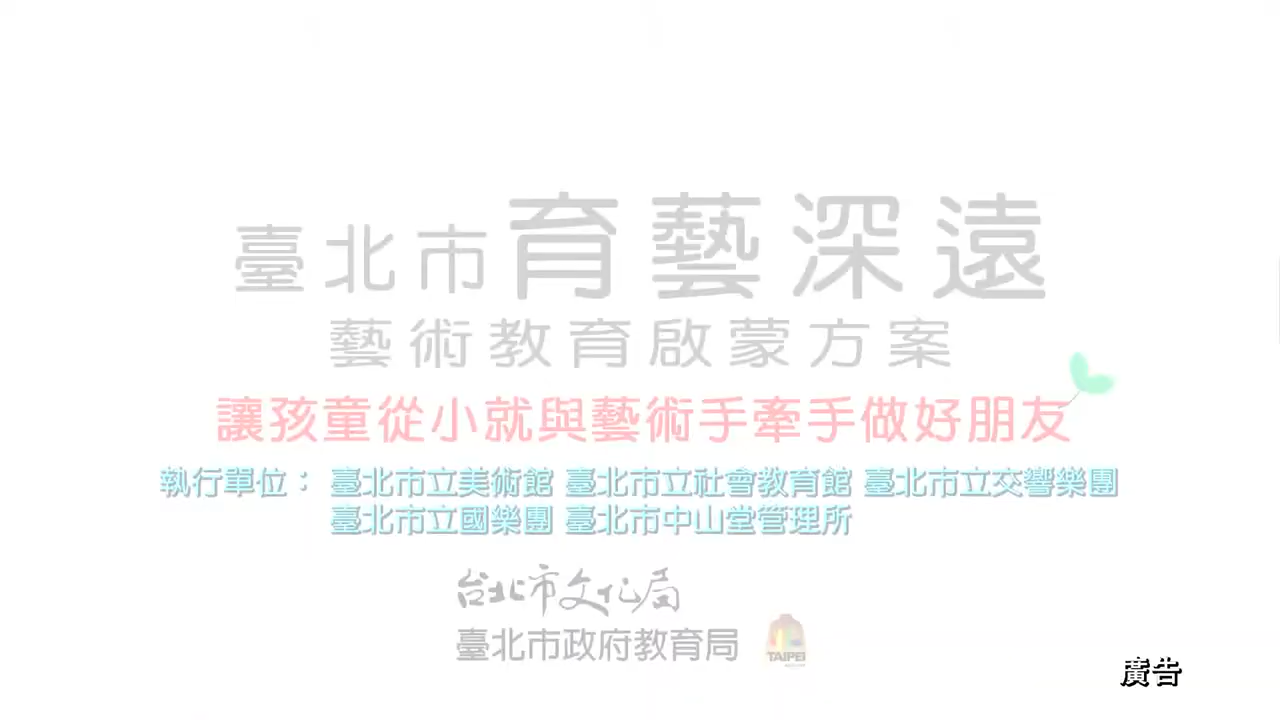 臺北市育藝深遠
藝術教育啟蒙方案
讓孩童從小就與藝術手牽手做好朋友
執行單位： 臺北市立美術館 臺北市立社會教育館 臺北市立交響樂團
臺北市立國樂團 臺北市中山堂管理所
台北市文化局
臺北市政府教育局
TAIPEI
廣告